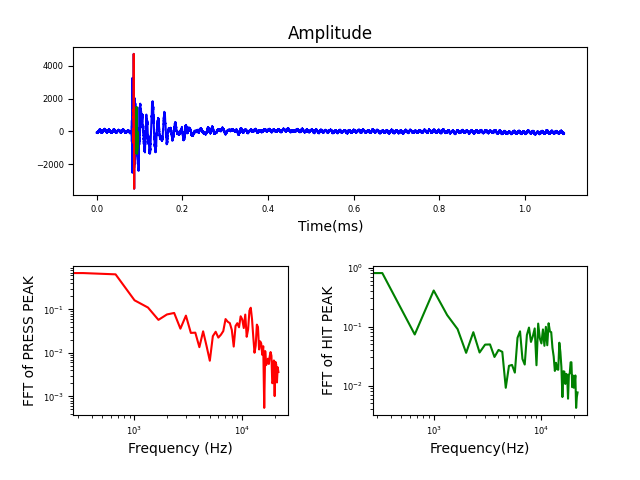 Amplitude
4000
2000
0
−2000
0.0 0.2 0.4 0.6 0.8 1.0
Time(ms)
FFT of PRESS PEAK
10⁻¹
10⁻²
10⁻³
10³ 10⁴
Frequency (Hz)
FFT of HIT PEAK
10⁰
10⁻¹
10⁻²
10³ 10⁴
Frequency(Hz)